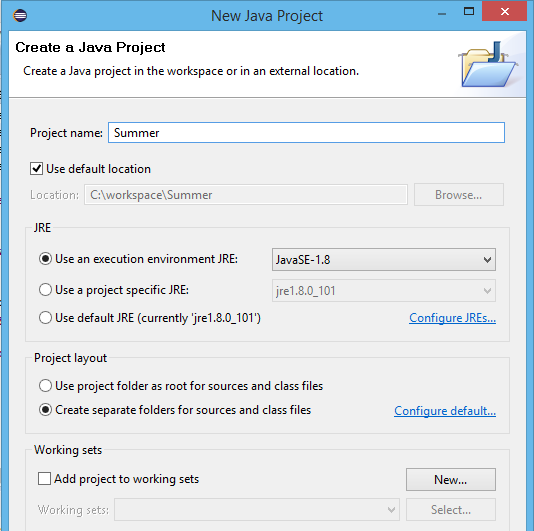 New Java Project
Create a Java Project
Create a Java project in the workspace or in an external location.
Project name: Summer
Use default location
Location: C:\workspace\Summer Browse...
JRE
Use an execution environment JRE: JavaSE-1.8
Use a project specific JRE: jre1.8.0_101
Use default JRE (currently 'jre1.8.0_101') Configure JREs...
Project layout
Use project folder as root for sources and class files
Create separate folders for sources and class files Configure default...
Working sets
Add project to working sets New...
Working sets: Select...